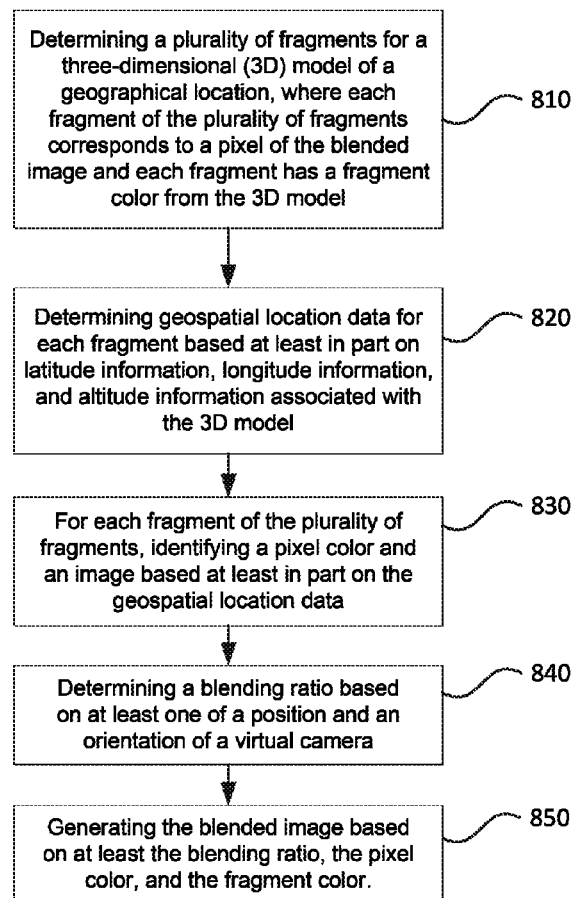 Determining a plurality of fragments for a
three-dimensional (3D) model of a
geographical location, where each
fragment of the plurality of fragments
corresponds to a pixel of the blended
image and each fragment has a fragment
color from the 3D model
810
Determining geospatial location data for
each fragment based at least in part on
latitude information, longitude information,
and altitude information associated with
the 3D model
820
For each fragment of the plurality of
fragments, identifying a pixel color and
an image based at least in part on the
geospatial location data
830
Determining a blending ratio based
on at least one of a position and an
orientation of a virtual camera
840
Generating the blended image based
on at least the blending ratio, the pixel
color, and the fragment color.
850